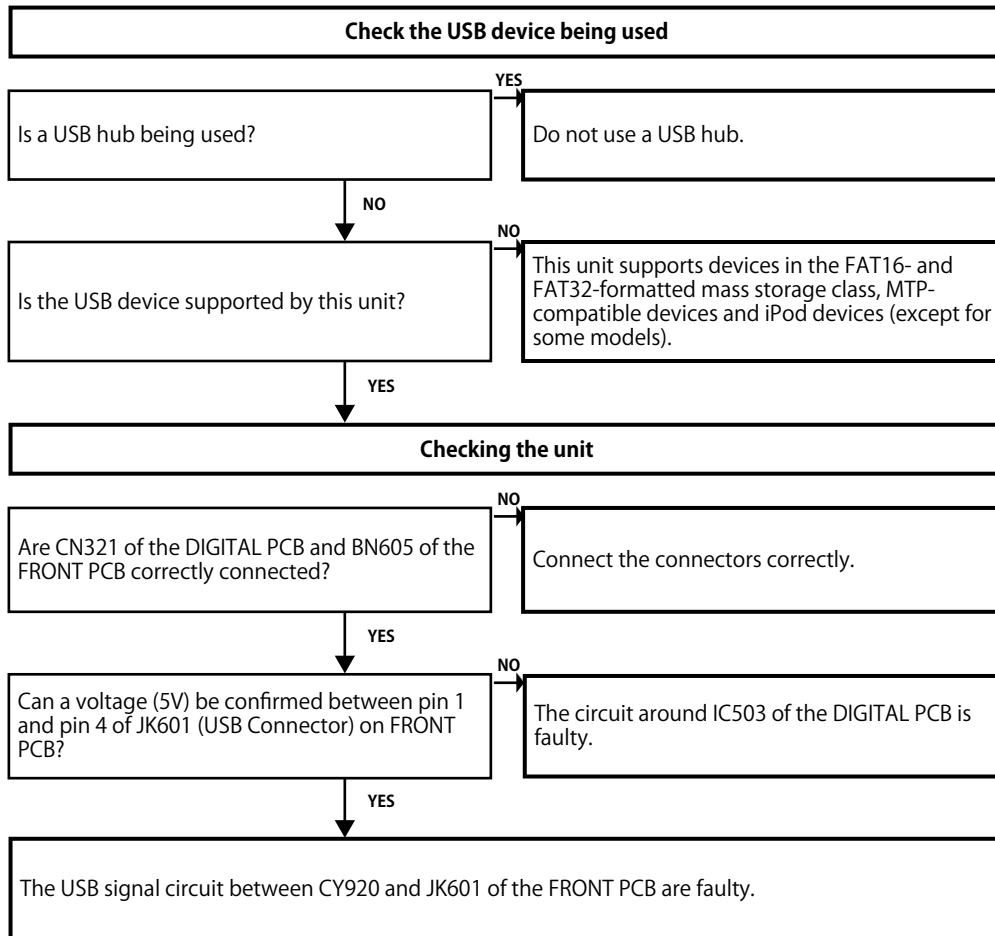 Check the USB device being used
YES
Is a USB hub being used?
Do not use a USB hub.
NO
NO
Is the USB device supported by this unit?
This unit supports devices in the FAT16- and
FAT32-formatted mass storage class, MTP-
compatible devices and iPod devices (except for
some models).
YES
Checking the unit
NO
Are CN321 of the DIGITAL PCB and BN605 of the
FRONT PCB correctly connected?
Connect the connectors correctly.
YES
NO
Can a voltage (5V) be confirmed between pin 1
and pin 4 of JK601 (USB Connector) on FRONT
PCB?
The circuit around IC503 of the DIGITAL PCB is
faulty.
YES
The USB signal circuit between CY920 and JK601 of the FRONT PCB are faulty.